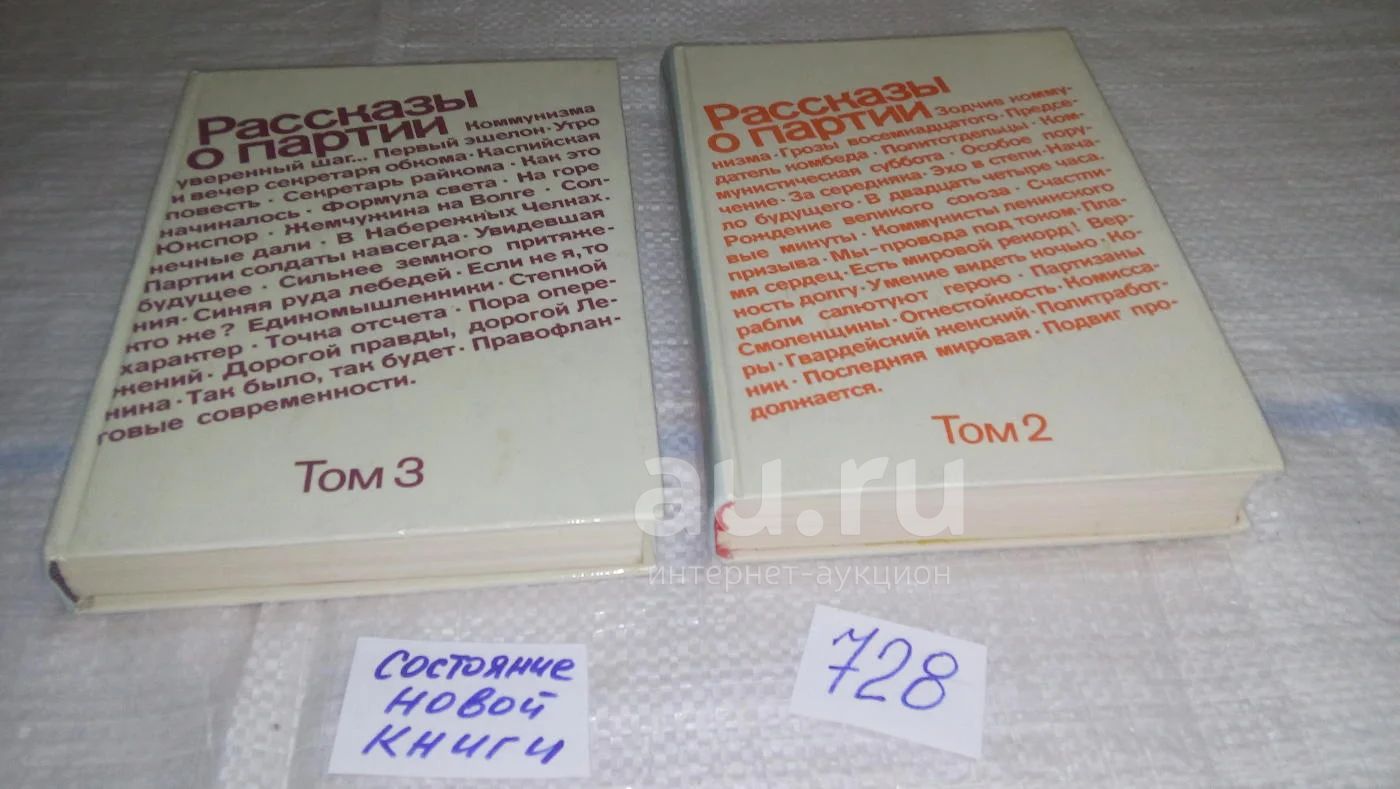 Рассказы
о партии Коммунизма
уверенный шаг... Первый эшелон · Утро
и вечер секретаря обкома · Каспийская
повесть · Секретарь райкома · Как это
начиналось · Формула света · На горе
Юкспор · Жемчужина на Волге · Сол-
нечные дали · В Набережных Челнах ·
Партии солдаты навсегда · Увидевшая
будущее · Сильнее земного притяже-
ния · Синяя руда лебедей · Если не я, то
кто же? Единомышленники · Степной
характер · Точка отсчета · Пора опере-
жений · Дорогой правды, дорогой Ле-
нина · Так было, так будет · Правофлан-
говые современности.
Том 3
Рассказы
о партии Зодчие комму-
низма · Грозы восемнадцатого · Предсе-
датель комбеда · Политотдельцы · Ком-
мунистическая суббота · Особое пору-
чение · За середняка · Эхо в степи · Нача-
ло будущего · В двадцать четыре часа.
Рождение великого союза · Счастли-
вые минуты · Коммунисты ленинского
призыва · Мы - провода под током · Пла-
мя сердец · Есть мировой рекорд! Вер-
ность долгу · Умение видеть ночью · Ко-
рабли салютуют герою · Партизаны
Смоленщины · Огнестойкость · Комисса-
ры · Гвардейский женский · Политработ-
ник · Последняя мировая · Подвиг про-
должается.
Том 2
au.ru
интернет-аукцион
состояние
новой
книги
728